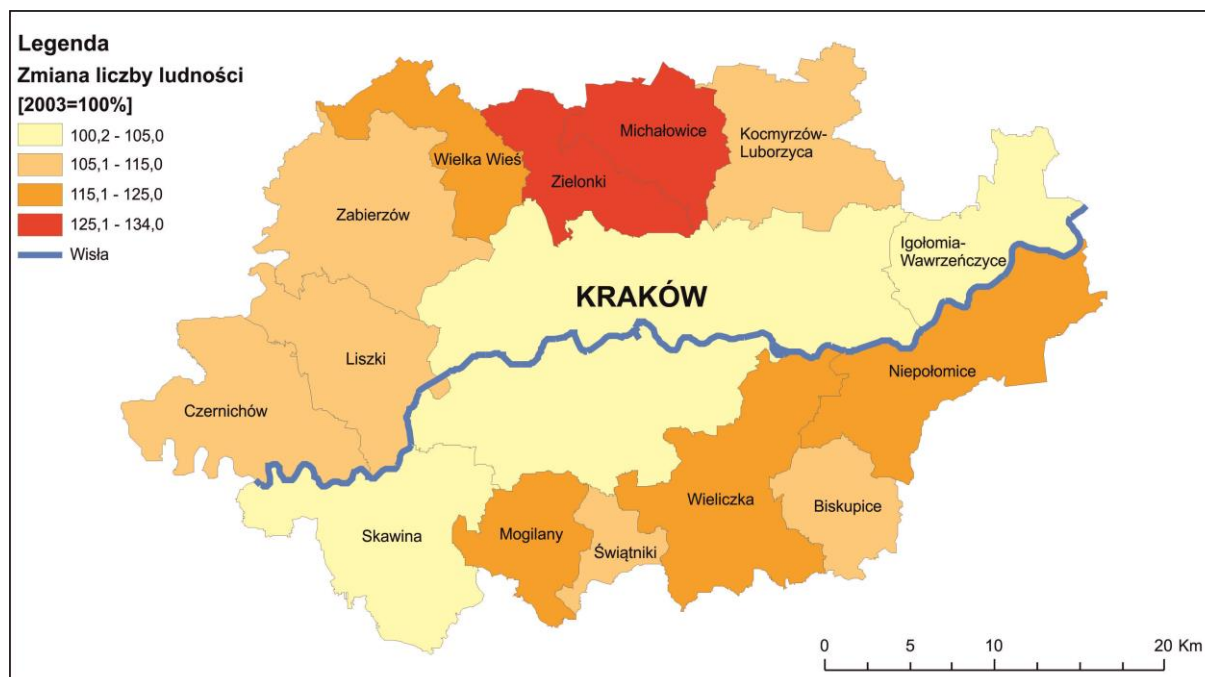 Legenda
Zmiana liczby ludności
[2003=100%]
100,2 - 105,0
105,1 - 115,0
115,1 - 125,0
125,1 - 134,0
Wisła
Michałowice
Kocmyrzów-
Luborzyca
Wielka Wieś
Zielonki
Zabierzów
Igołomia-
Wawrzeńczyce
KRAKÓW
Liszki
Niepołomice
Czernichów
Wieliczka
Biskupice
Skawina
Mogilany
Świątniki
0 5 10 20 Km